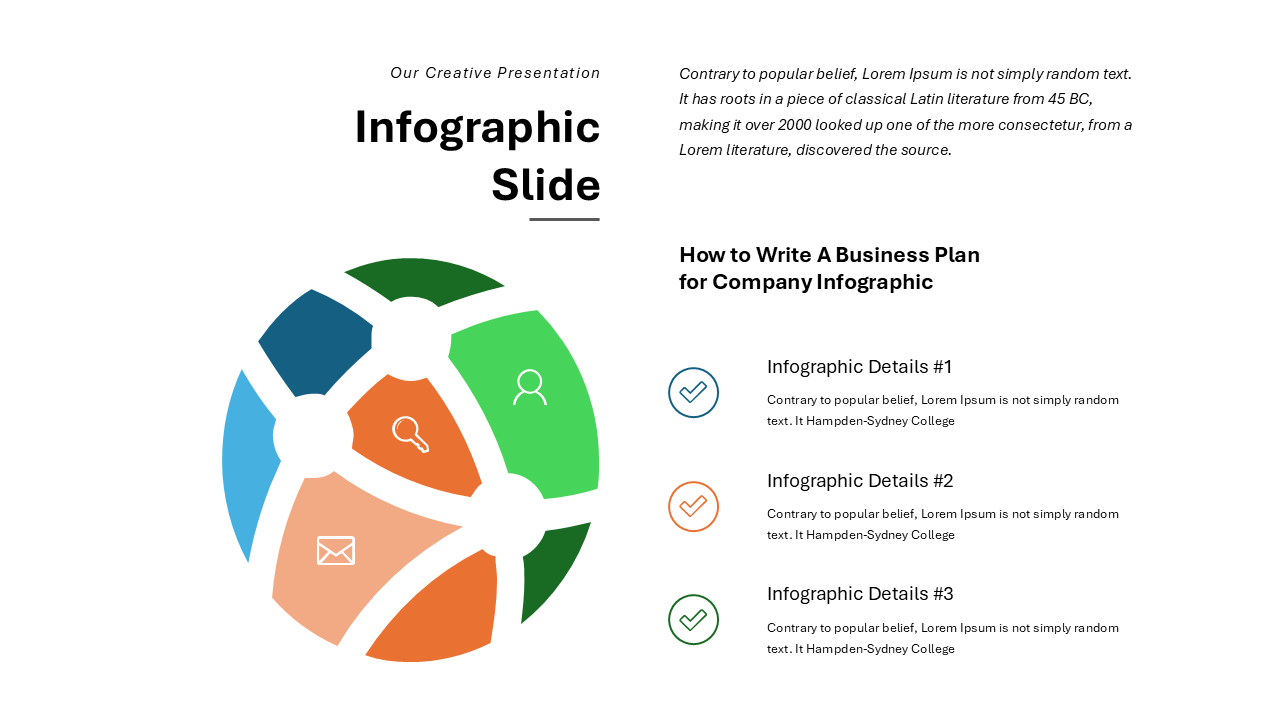 Our Creative Presentation
Infographic
Slide
Contrary to popular belief, Lorem Ipsum is not simply random text.
It has roots in a piece of classical Latin literature from 45 BC,
making it over 2000 looked up one of the more consectetur, from a
Lorem literature, discovered the source.
How to Write A Business Plan
for Company Infographic
Infographic Details #1
Contrary to popular belief, Lorem Ipsum is not simply random
text. It Hampden-Sydney College
Infographic Details #2
Contrary to popular belief, Lorem Ipsum is not simply random
text. It Hampden-Sydney College
Infographic Details #3
Contrary to popular belief, Lorem Ipsum is not simply random
text. It Hampden-Sydney College